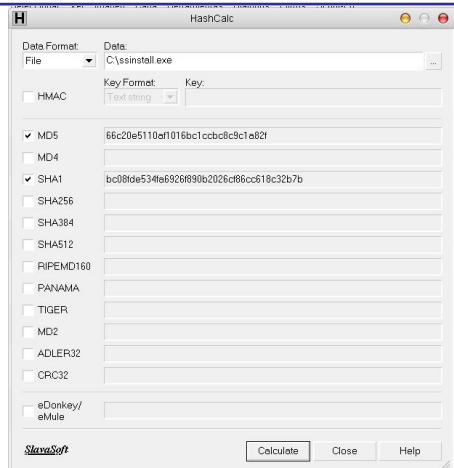 HashCalc
Data Format: Data:
File C:\ssinstall.exe ...
Key Format: Key:
HMAC Text string
MD5 66c20e5110af1016bc1ccbc8c9c1a82f
MD4
SHA1 bc08fde534fa6926f890b2026cf86cc618c32b7b
SHA256
SHA384
SHA512
RIPEMD160
PANAMA
TIGER
MD2
ADLER32
CRC32
eDonkey/
eMule
SlavaSoft Calculate Close Help